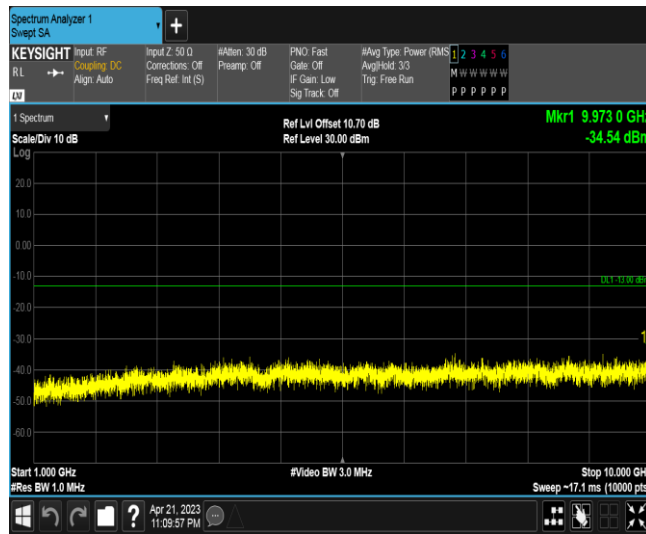 Spectrum Analyzer 1
Swept SA
+
KEYSIGHT Input: RF Input Z: 50 Ω #Atten: 30 dB PNO: Fast #Avg Type: Power (RMS 1 2 3 4 5 6
RL Coupling: DC Corrections: Off Preamp: Off Gate: Off Avg|Hold: 3/3 M W W W W W
Align: Auto Freq Ref: Int (S) IF Gain: Low Trig: Free Run
LXI Sig Track: Off P P P P P P
1 Spectrum Ref Lvl Offset 10.70 dB Mkr1 9.973 0 GHz
Scale/Div 10 dB Ref Level 30.00 dBm -34.54 dBm
Log
20.0
10.0
0.00
-10.0
DL1 -13.00 dBm
-20.0
-30.0
1
-40.0
-50.0
-60.0
Start 1.000 GHz #Video BW 3.0 MHz Stop 10.000 GH
#Res BW 1.0 MHz Sweep ~17.1 ms (10000 pts
? Apr 21, 2023
11:09:57 PM